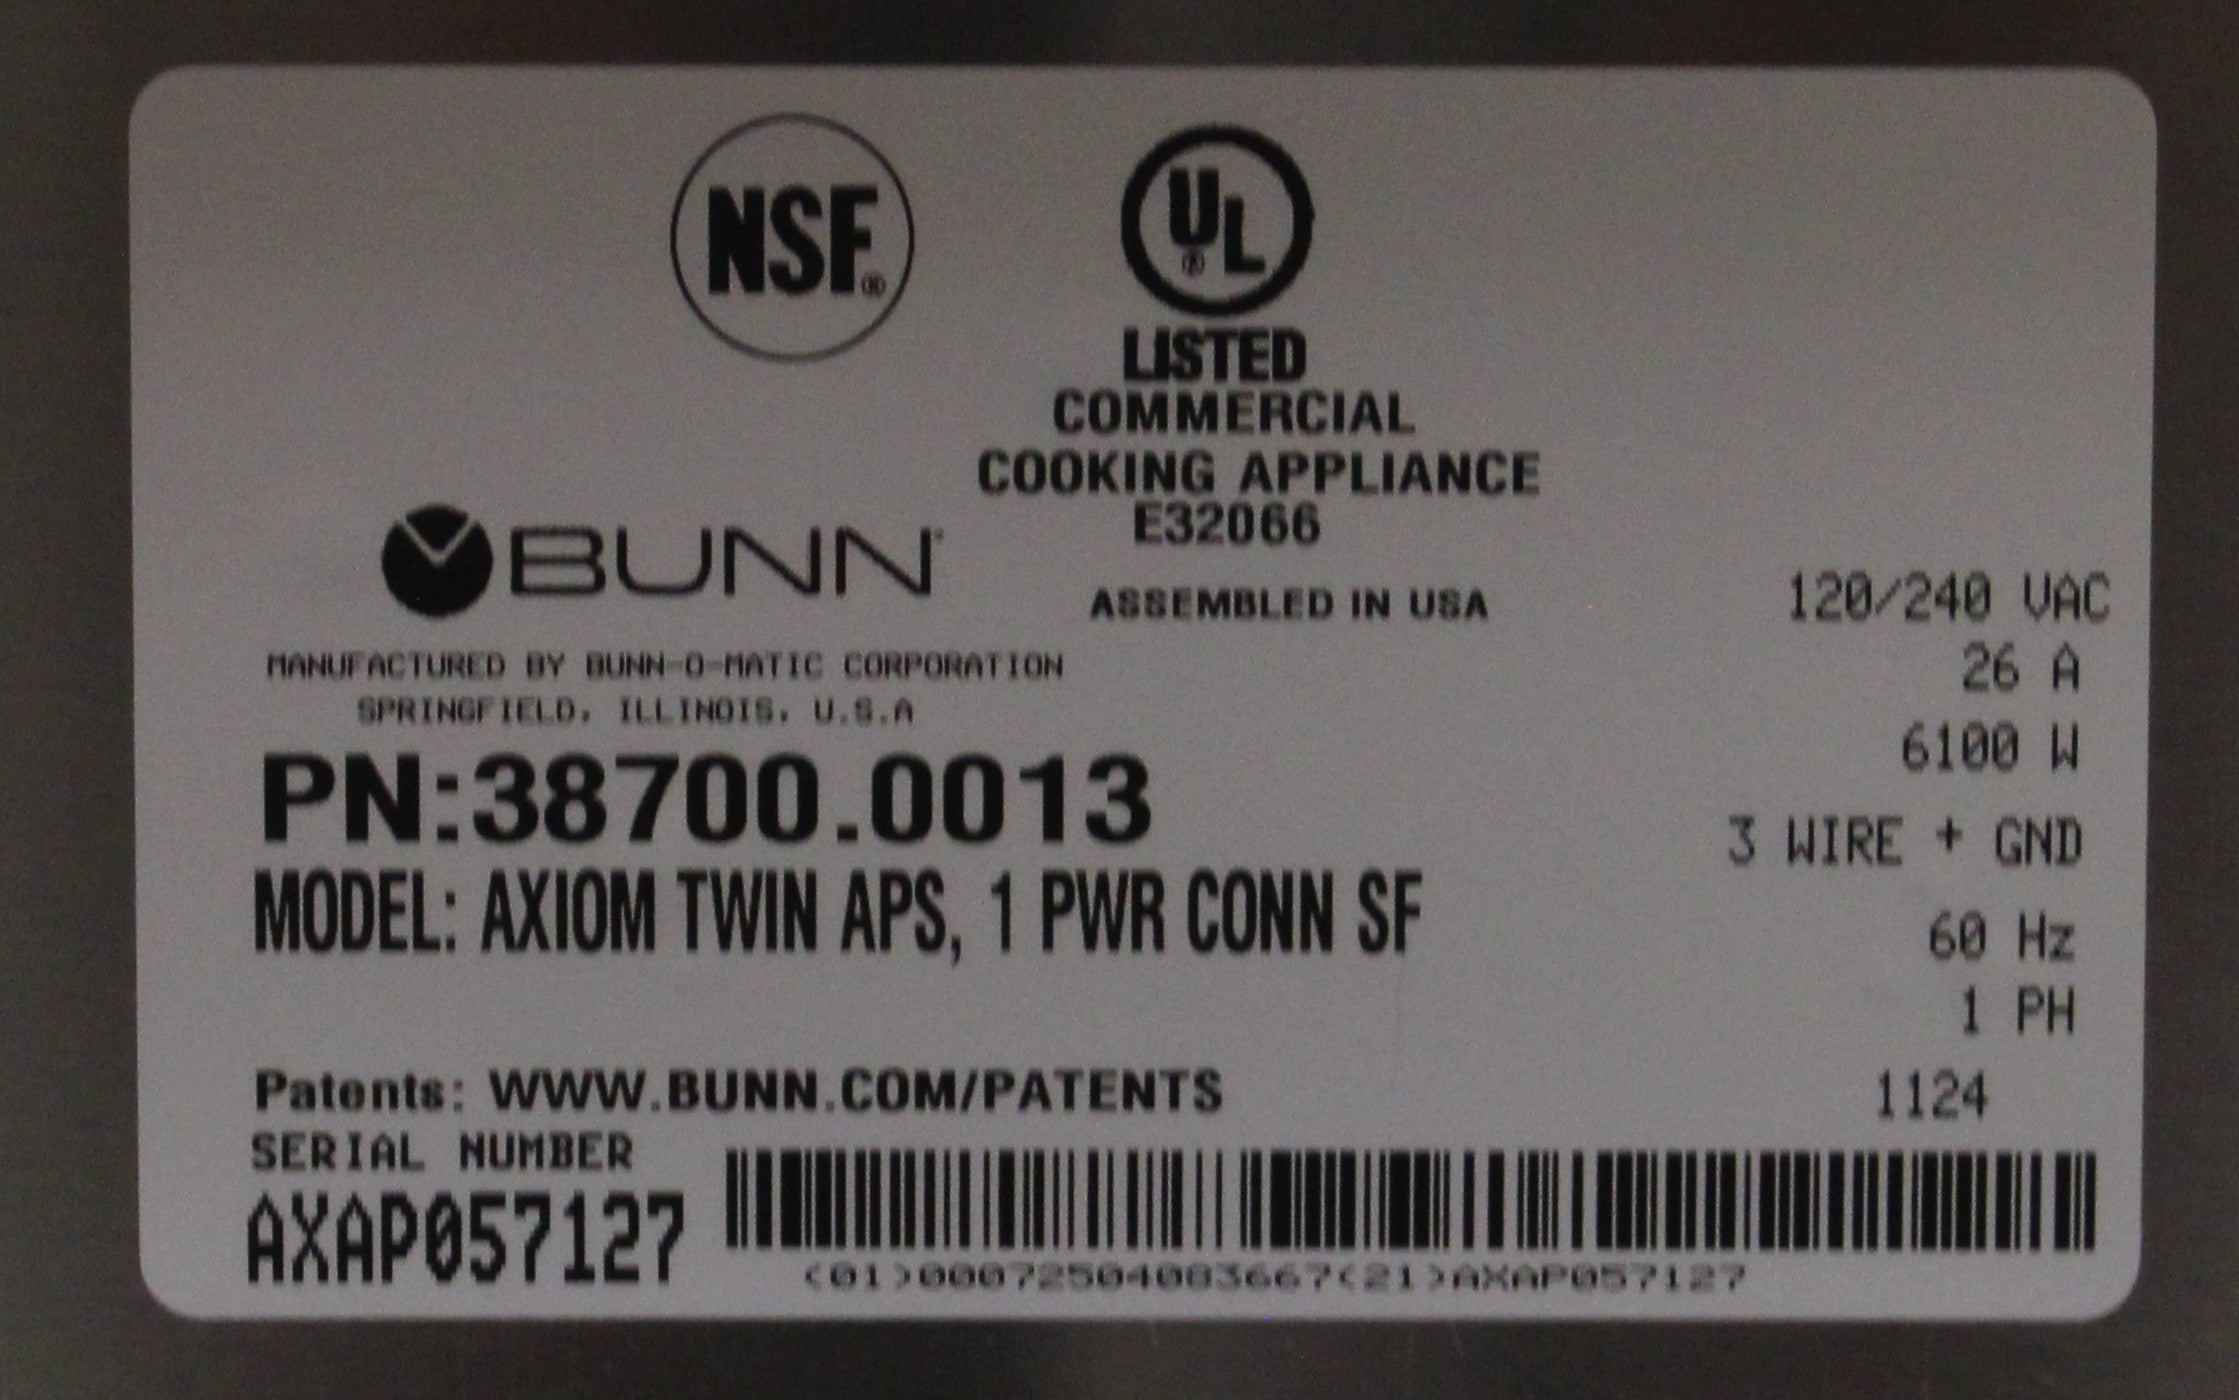 NSF®
UL®
LISTED
COMMERCIAL
COOKING APPLIANCE
E32066
BUNN
ASSEMBLED IN USA
MANUFACTURED BY BUNN-O-MATIC CORPORATION
SPRINGFIELD, ILLINOIS, U.S.A
PN:38700.0013
MODEL: AXIOM TWIN APS, 1 PWR CONN SF
120/240 VAC
26 A
6100 W
3 WIRE + GND
60 Hz
1 PH
1124
Patents: WWW.BUNN.COM/PATENTS
SERIAL NUMBER
AXAP057127
(01)00072504083667(21)AXAP057127